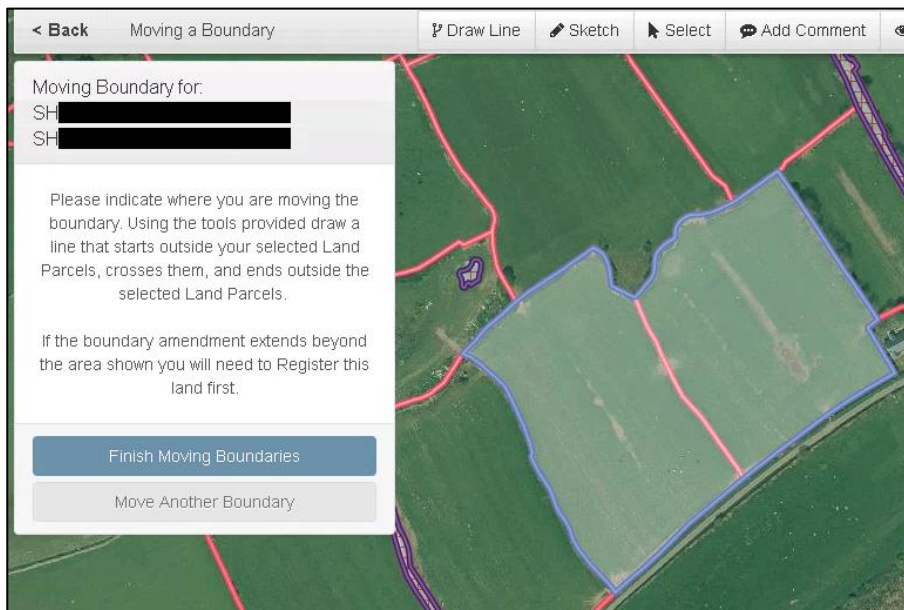 < Back Moving a Boundary Draw Line Sketch Select Add Comment
Moving Boundary for:
SH
SH
Please indicate where you are moving the
boundary. Using the tools provided draw a
line that starts outside your selected Land
Parcels, crosses them, and ends outside the
selected Land Parcels.
If the boundary amendment extends beyond
the area shown you will need to Register this
land first.
Finish Moving Boundaries
Move Another Boundary